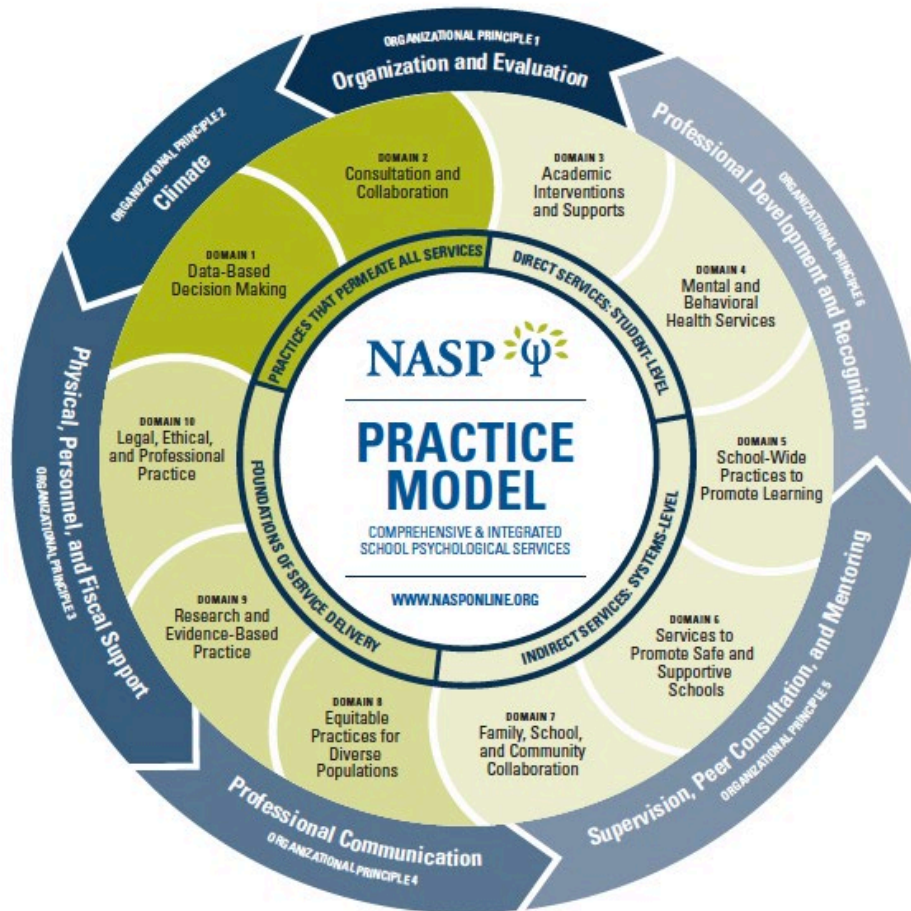 ORGANIZATIONAL PRINCIPLE 1
Organization and Evaluation
ORGANIZATIONAL PRINCIPLE 2
Climate
Physical, Personnel, and Fiscal Support
ORGANIZATIONAL PRINCIPLE 3
Professional Communication
ORGANIZATIONAL PRINCIPLE 4
Supervision, Peer Consultation, and Mentoring
ORGANIZATIONAL PRINCIPLE 5
Professional Development and Recognition
ORGANIZATIONAL PRINCIPLE 6
DOMAIN 1
Data-Based
Decision Making
DOMAIN 2
Consultation and
Collaboration
DOMAIN 3
Academic
Interventions
and Supports
DOMAIN 4
Mental and
Behavioral
Health Services
DOMAIN 5
School-Wide
Practices to
Promote Learning
DOMAIN 6
Services to
Promote Safe and
Supportive
Schools
DOMAIN 7
Family, School,
and Community
Collaboration
DOMAIN 8
Equitable
Practices for
Diverse
Populations
DOMAIN 9
Research and
Evidence-Based
Practice
DOMAIN 10
Legal, Ethical,
and Professional
Practice
PRACTICES THAT PERMEATE ALL SERVICES
DIRECT SERVICES: STUDENT-LEVEL
INDIRECT SERVICES: SYSTEMS-LEVEL
FOUNDATIONS OF SERVICE DELIVERY
NASP
PRACTICE
MODEL
COMPREHENSIVE & INTEGRATED
SCHOOL PSYCHOLOGICAL SERVICES
WWW.NASPONLINE.ORG